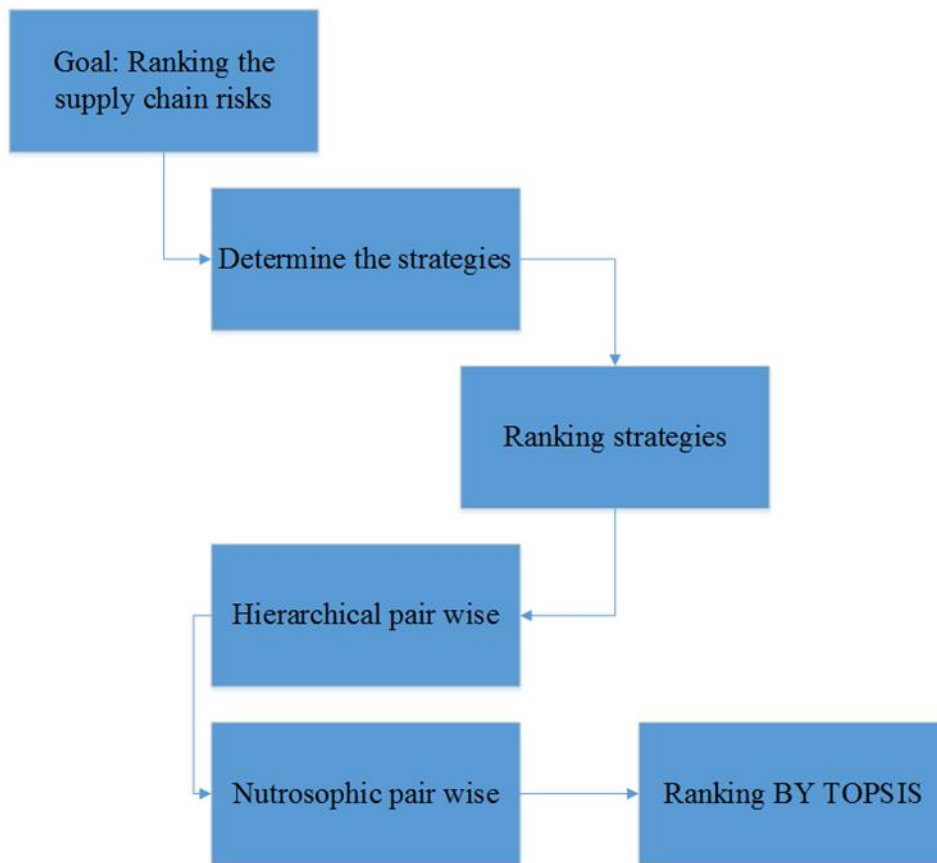 Goal: Ranking the
supply chain risks
Determine the strategies
Ranking strategies
Hierarchical pair wise
Nutrosophic pair wise
Ranking BY TOPSIS